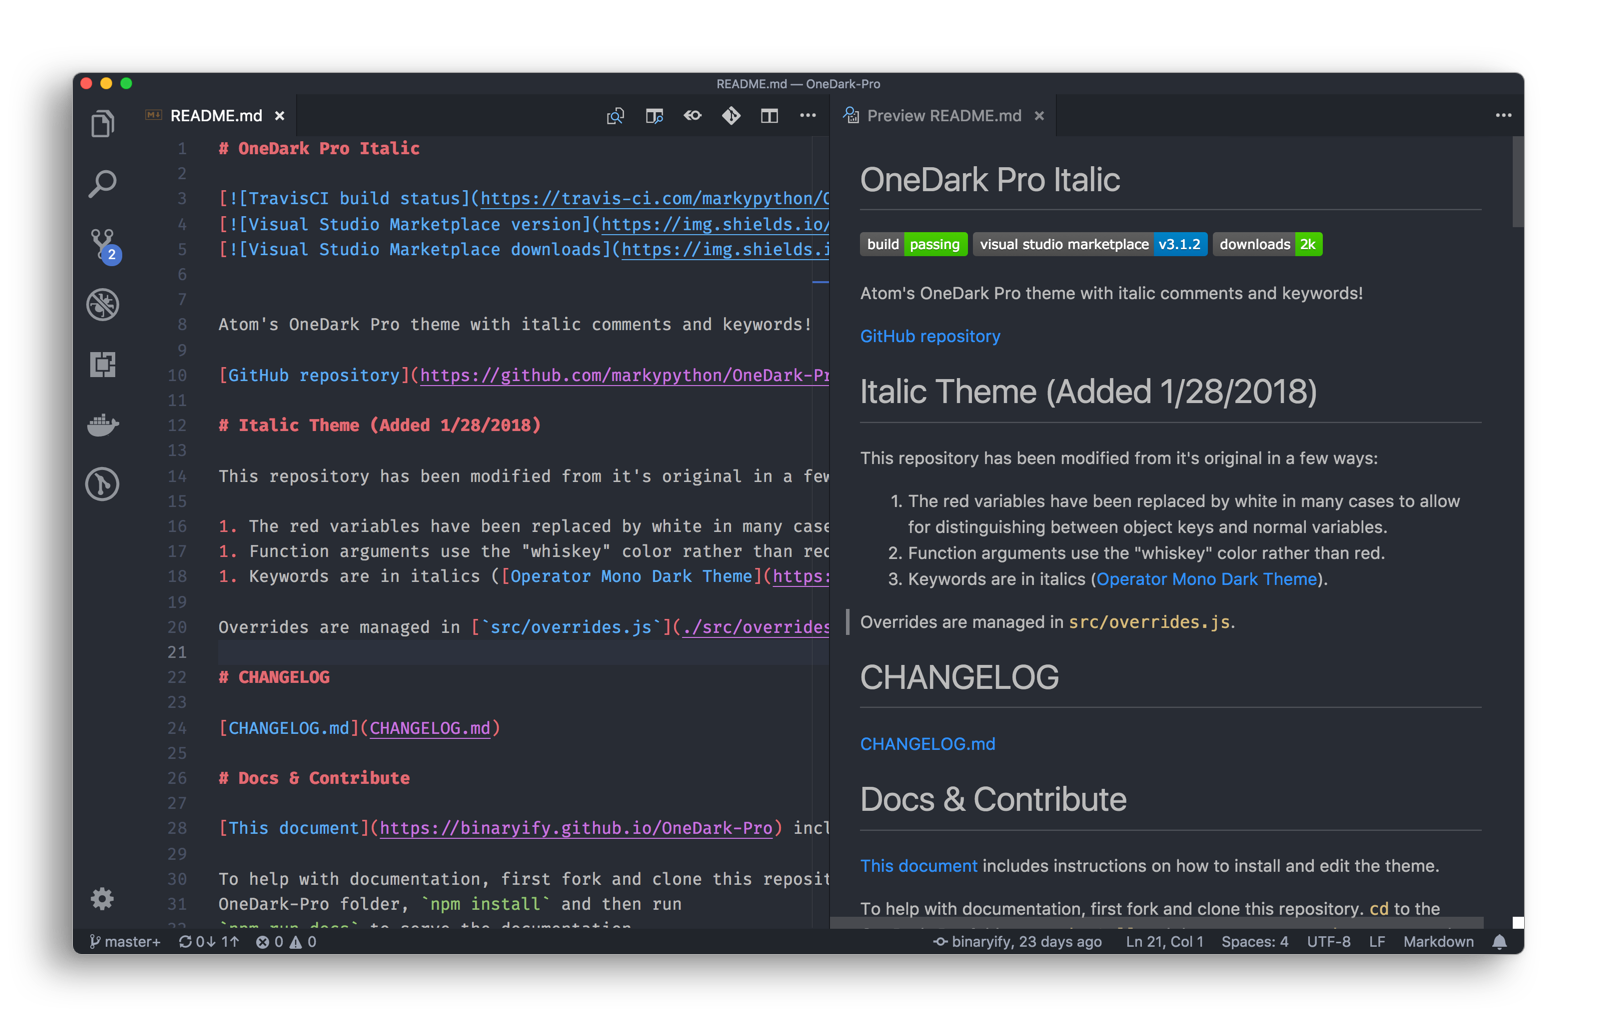 README.md — OneDark-Pro
README.md ×
Preview README.md ×
1 # OneDark Pro Italic
2
3 [![TravisCI build status](https://travis-ci.com/markypython/
4 [![Visual Studio Marketplace version](https://img.shields.io/
5 [![Visual Studio Marketplace downloads](https://img.shields.i
6
7
8 Atom's OneDark Pro theme with italic comments and keywords!
9
10 [GitHub repository](https://github.com/markypython/OneDark-Pr
11
12 # Italic Theme (Added 1/28/2018)
13
14 This repository has been modified from it's original in a few
15
16 1. The red variables have been replaced by white in many case
17 1. Function arguments use the "whiskey" color rather than red
18 1. Keywords are in italics ([Operator Mono Dark Theme](https:
19
20 Overrides are managed in [`src/overrides.js`](./src/overrides
21
22 # CHANGELOG
23
24 [CHANGELOG.md](CHANGELOG.md)
25
26 # Docs & Contribute
27
28 [This document](https://binaryify.github.io/OneDark-Pro) incl
29
30 To help with documentation, first fork and clone this reposit
31 OneDark-Pro folder, `npm install` and then run
`npm run docs` to serve the documentation
2
OneDark Pro Italic
build passing visual studio marketplace v3.1.2 downloads 2k
Atom's OneDark Pro theme with italic comments and keywords!
GitHub repository
Italic Theme (Added 1/28/2018)
This repository has been modified from it's original in a few ways:
1. The red variables have been replaced by white in many cases to allow
for distinguishing between object keys and normal variables.
2. Function arguments use the "whiskey" color rather than red.
3. Keywords are in italics (Operator Mono Dark Theme).
Overrides are managed in src/overrides.js.
CHANGELOG
CHANGELOG.md
Docs & Contribute
This document includes instructions on how to install and edit the theme.
To help with documentation, first fork and clone this repository. cd to the
master+ 0↓ 1↑ 0 0
binaryify, 23 days ago Ln 21, Col 1 Spaces: 4 UTF-8 LF Markdown